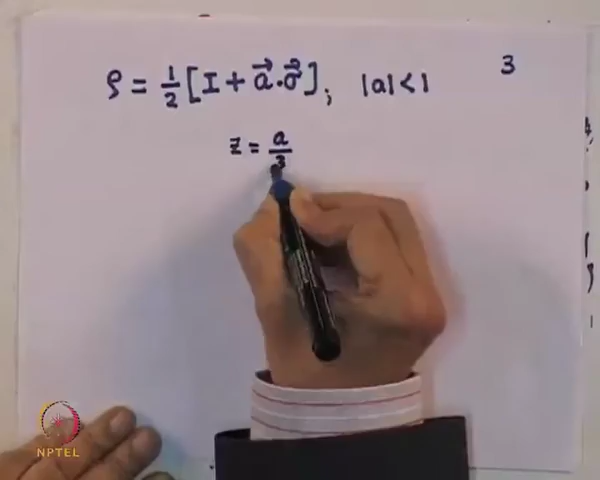 3
ρ = 1/2 [I + a⃗·σ⃗]; |a| < 1
z = a/3
NPTEL